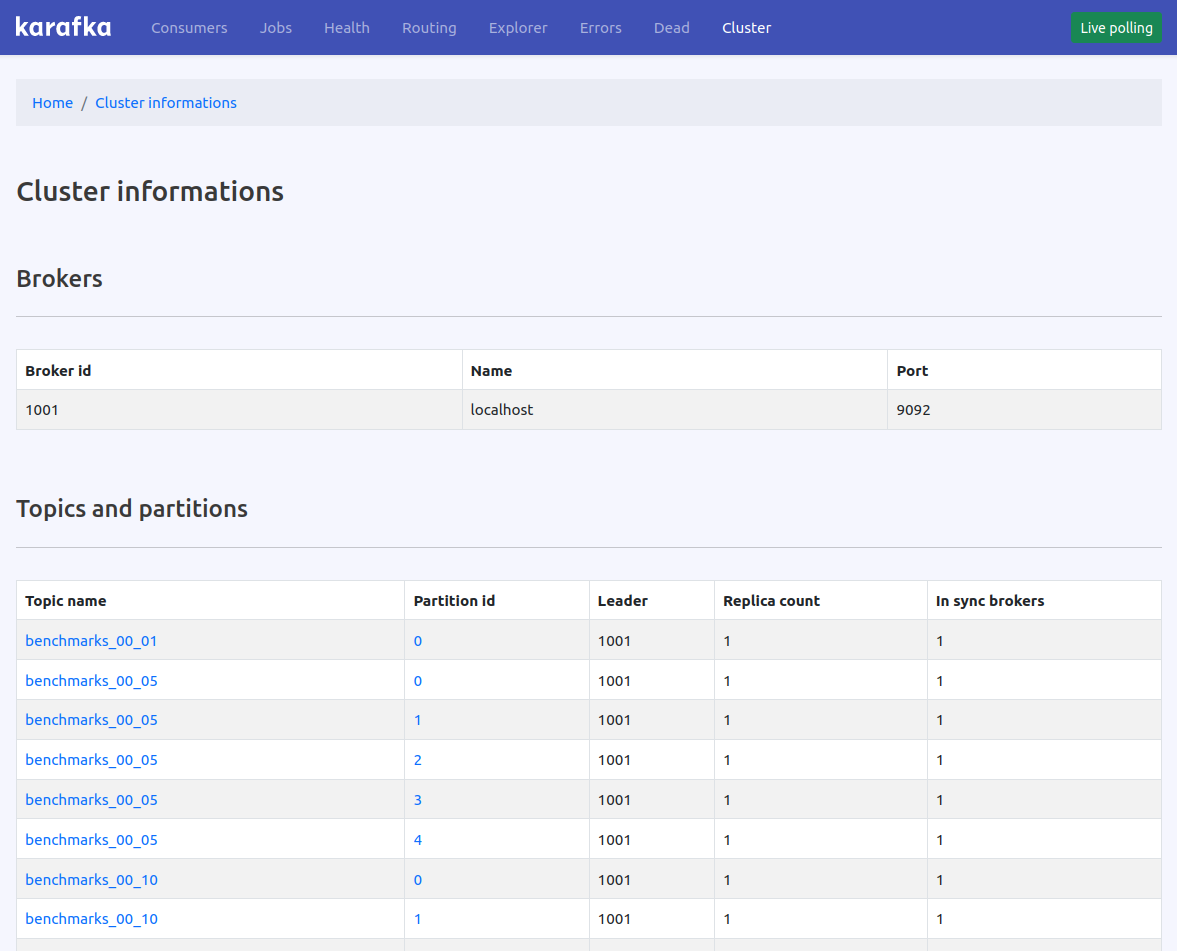 karafka Consumers Jobs Health Routing Explorer Errors Dead Cluster Live polling
Home / Cluster informations
Cluster informations
Brokers
Broker id Name Port
1001 localhost 9092
Topics and partitions
Topic name Partition id Leader Replica count In sync brokers
benchmarks_00_01 0 1001 1 1
benchmarks_00_05 0 1001 1 1
benchmarks_00_05 1 1001 1 1
benchmarks_00_05 2 1001 1 1
benchmarks_00_05 3 1001 1 1
benchmarks_00_05 4 1001 1 1
benchmarks_00_10 0 1001 1 1
benchmarks_00_10 1 1001 1 1